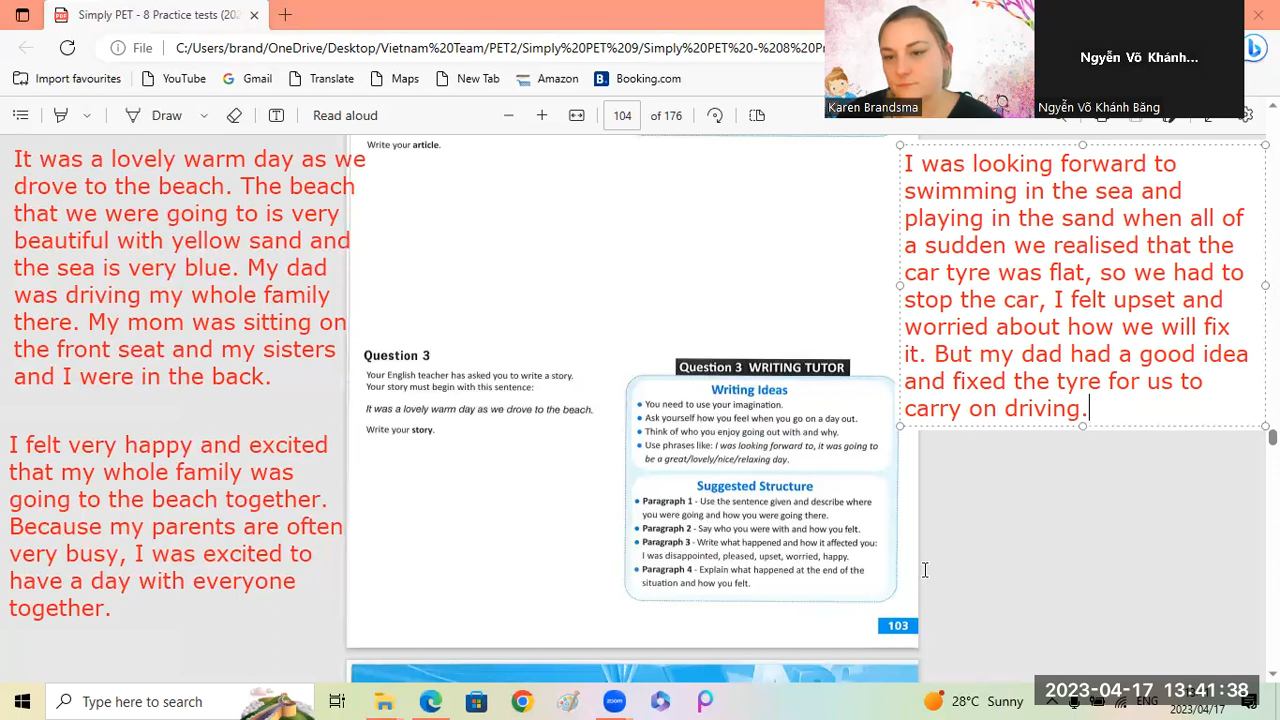 Simply PET - 8 Practice tests (202
File
C:/Users/brand/OneDrive/Desktop/Vietnam%20Team/PET2/Simply%20PET%209/Simply%20PET%20-%208%20Pr
Import favourites
YouTube
Gmail
Translate
Maps
New Tab
Amazon
Booking.com
Draw
Read aloud
104 of 176
Karen Brandsma
Nguyễn Võ Khánh...
Nguyễn Võ Khánh Băng
Write your article.
It was a lovely warm day as we
drove to the beach. The beach
that we were going to is very
beautiful with yellow sand and
the sea is very blue. My dad
was driving my whole family
there. My mom was sitting on
the front seat and my sisters
and I were in the back.
I felt very happy and excited
that my whole family was
going to the beach together.
Because my parents are often
very busy, I was excited to
have a day with everyone
together.
Question 3
Your English teacher has asked you to write a story.
Your story must begin with this sentence:
It was a lovely warm day as we drove to the beach.
Write your story.
Question 3 WRITING TUTOR
Writing Ideas
• You need to use your imagination.
• Ask yourself how you feel when you go on a day out.
• Think of who you enjoy going out with and why.
• Use phrases like: I was looking forward to, it was going to
be a great/lovely/nice/relaxing day.
Suggested Structure
• Paragraph 1 - Use the sentence given and describe where
you were going and how you were going there.
• Paragraph 2 - Say who you were with and how you felt.
• Paragraph 3 - Write what happened and how it affected you:
I was disappointed, pleased, upset, worried, happy.
• Paragraph 4 - Explain what happened at the end of the
situation and how you felt.
103
I was looking forward to
swimming in the sea and
playing in the sand when all of
a sudden we realised that the
car tyre was flat, so we had to
stop the car, I felt upset and
worried about how we will fix
it. But my dad had a good idea
and fixed the tyre for us to
carry on driving.
Type here to search
zoom
28°C Sunny
ENG
2023-04-17 13:41:38
2023/04/17